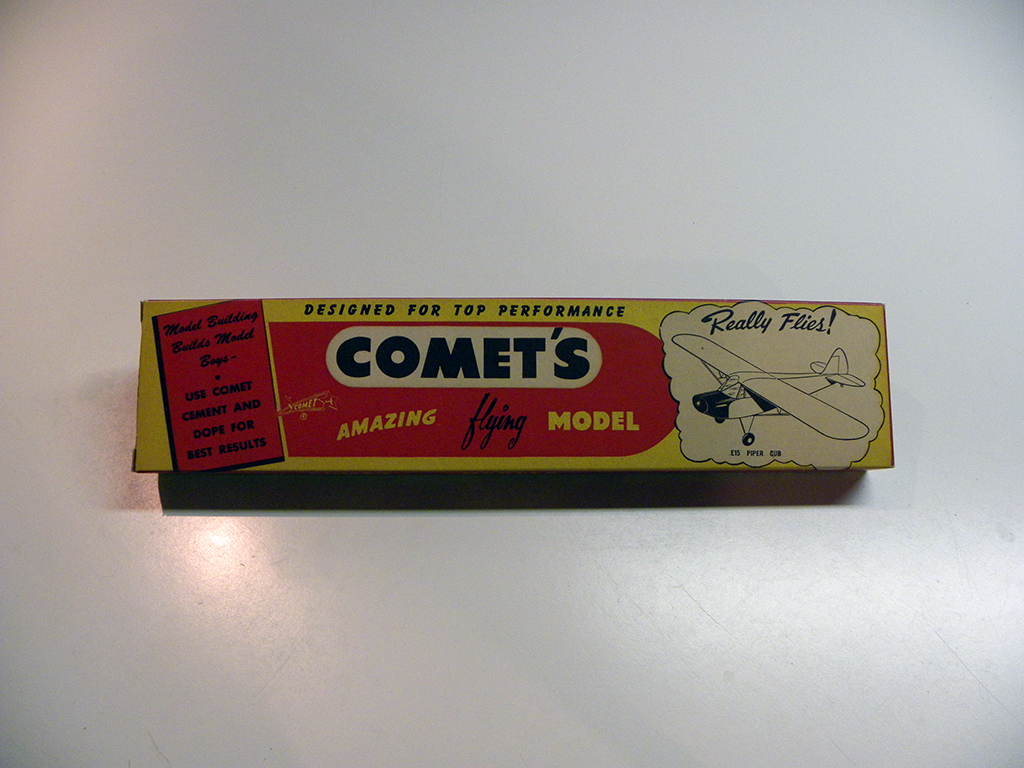 Model Building
Builds Model
Boys-
USE COMET
CEMENT AND
DOPE FOR
BEST RESULTS
DESIGNED FOR TOP PERFORMANCE
COMET'S
COMET
AMAZING flying MODEL
Really Flies!
E15 PIPER CUB